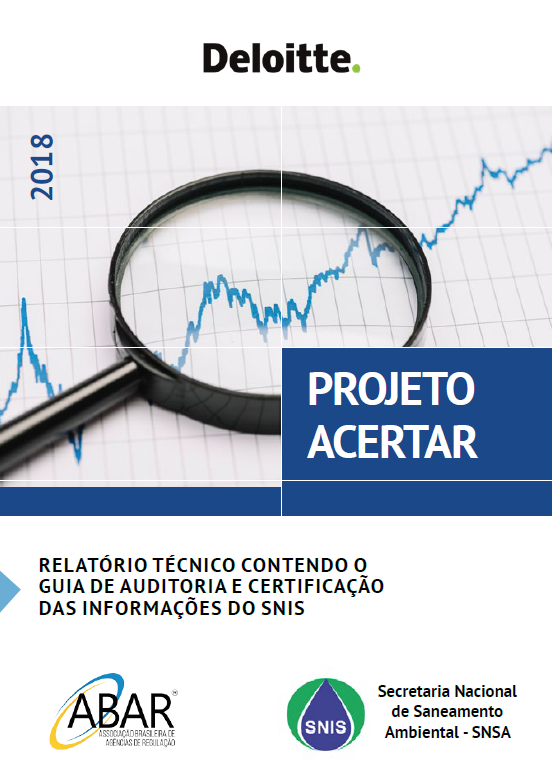 Deloitte.
2018
PROJETO
ACERTAR
RELATÓRIO TÉCNICO CONTENDO O
GUIA DE AUDITORIA E CERTIFICAÇÃO
DAS INFORMAÇÕES DO SNIS
ABAR®
ASSOCIAÇÃO BRASILEIRA DE
AGÊNCIAS DE REGULAÇÃO
SNIS
Secretaria Nacional
de Saneamento
Ambiental - SNSA